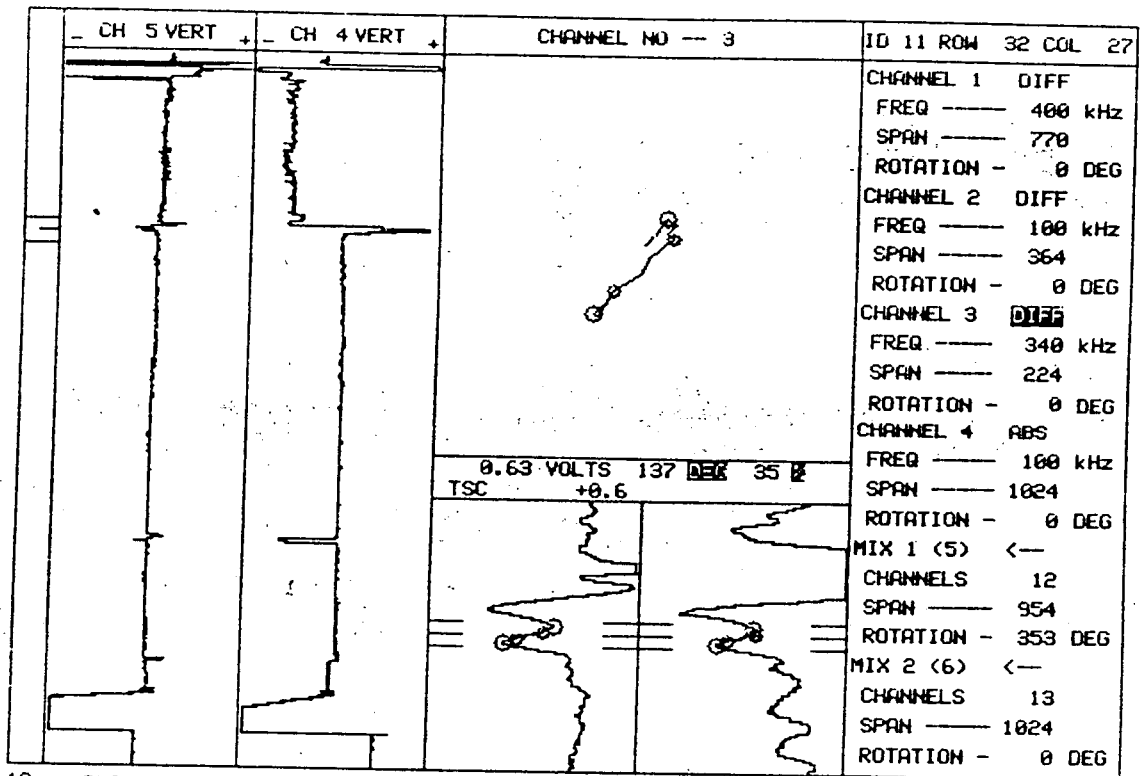 _ CH 5 VERT +
_ CH 4 VERT +
CHANNEL NO -- 3
ID 11 ROW 32 COL 27
CHANNEL 1 DIFF
FREQ ----- 400 kHz
SPAN ----- 770
ROTATION - 0 DEG
CHANNEL 2 DIFF
FREQ ----- 100 kHz
SPAN ----- 364
ROTATION - 0 DEG
CHANNEL 3 DIFF
FREQ ----- 340 kHz
SPAN ----- 224
ROTATION - 0 DEG
CHANNEL 4 ABS
FREQ ----- 100 kHz
SPAN ----- 1024
ROTATION - 0 DEG
MIX 1 (5) <--
CHANNELS 12
SPAN ----- 954
ROTATION - 353 DEG
MIX 2 (6) <--
CHANNELS 13
SPAN ----- 1024
ROTATION - 0 DEG
0.63 VOLTS 137 DEG 35 %
TSC +0.6